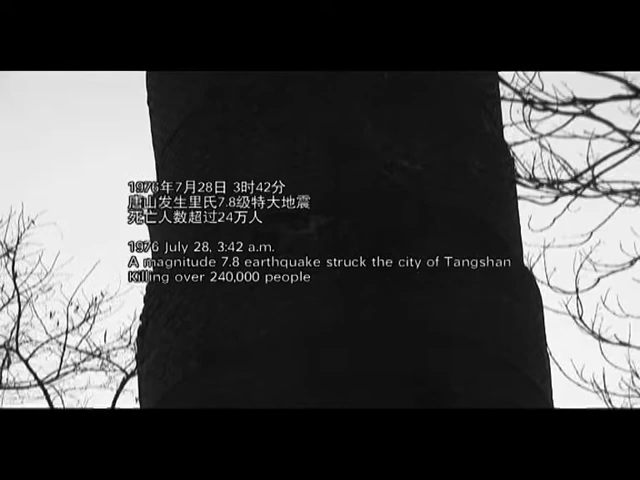 1976年7月28日 3时42分
唐山发生里氏7.8级特大地震
死亡人数超过24万人
1976 July 28, 3:42 a.m.
A magnitude 7.8 earthquake struck the city of Tangshan
Killing over 240,000 people